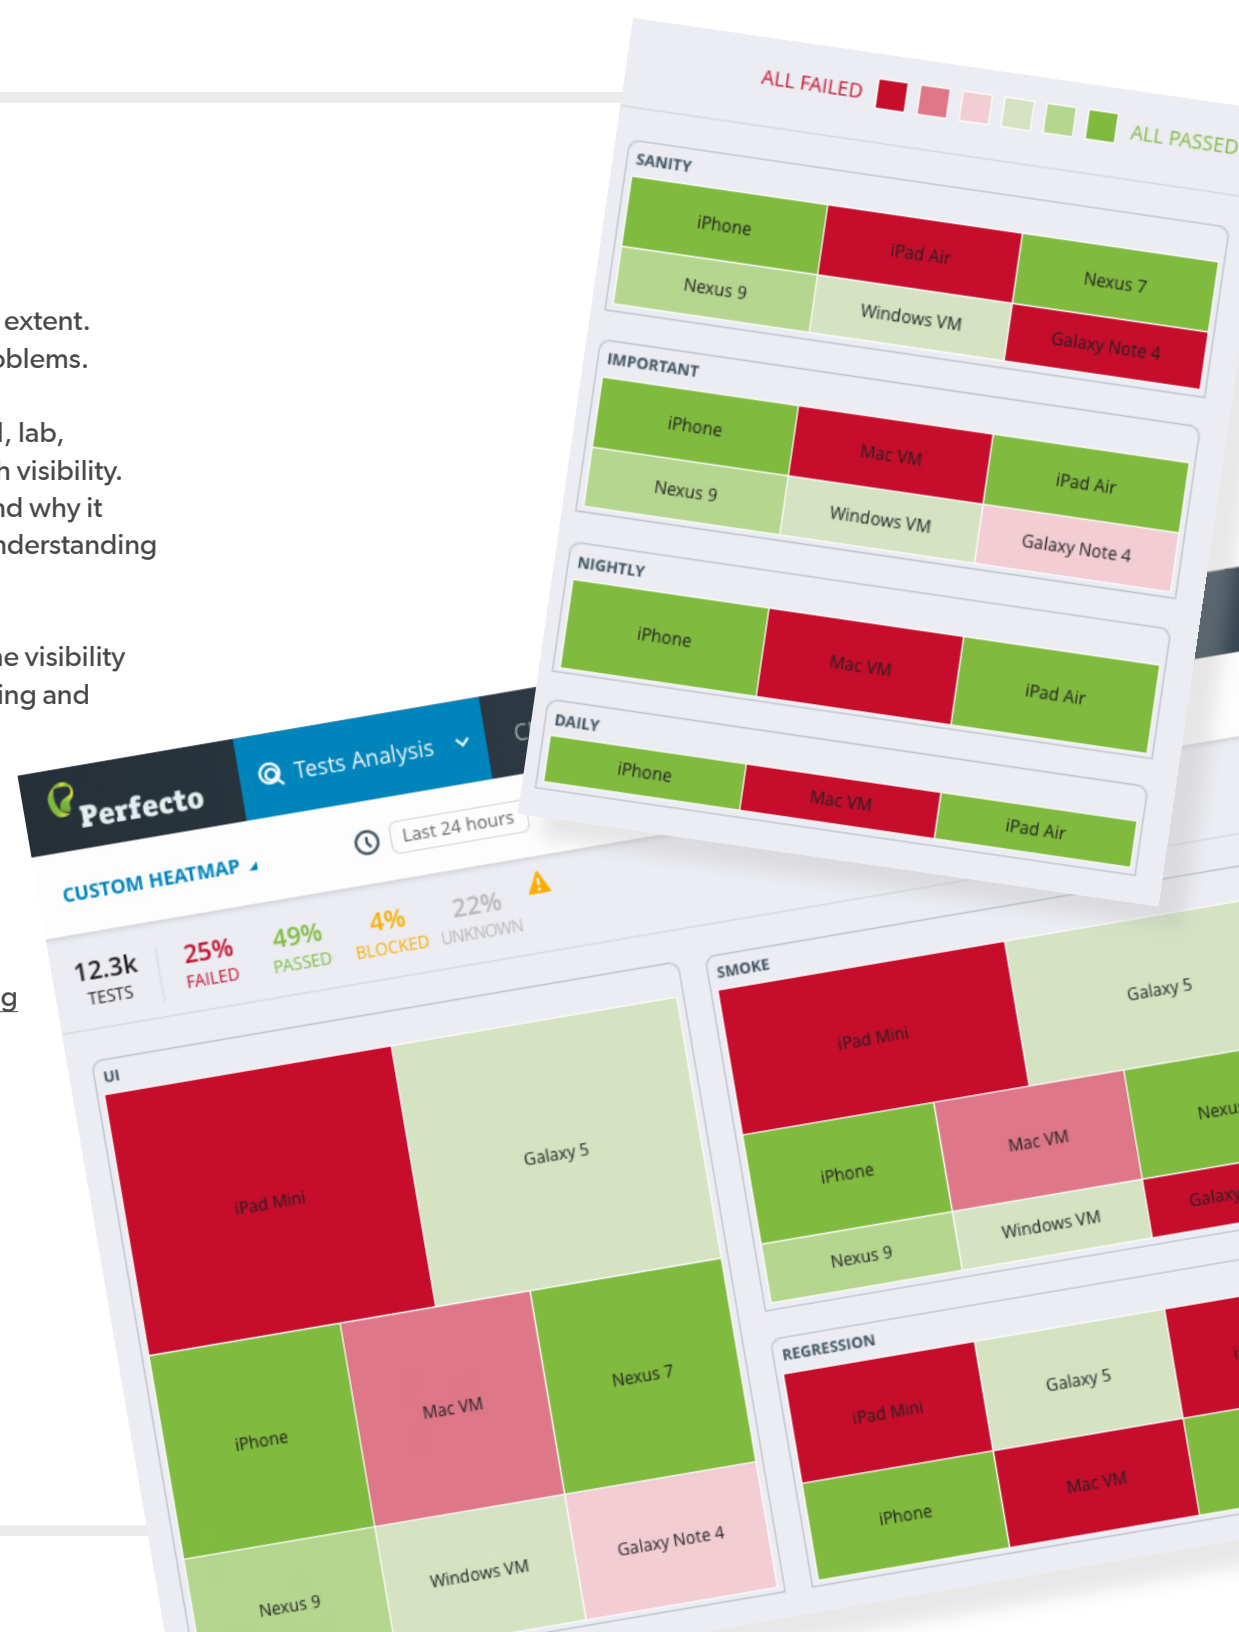 extent.
oblems.
, lab,
h visibility.
nd why it
nderstanding
e visibility
ing and
g
ALL FAILED
ALL PASSED
SANITY
iPhone
iPad Air
Nexus 7
Nexus 9
Windows VM
Galaxy Note 4
IMPORTANT
iPhone
Mac VM
iPad Air
Nexus 9
Windows VM
Galaxy Note 4
NIGHTLY
iPhone
Mac VM
iPad Air
DAILY
iPhone
Mac VM
iPad Air
Perfecto
Tests Analysis
CUSTOM HEATMAP
Last 24 hours
12.3k
TESTS
25%
FAILED
49%
PASSED
4%
BLOCKED
22%
UNKNOWN
UI
iPad Mini
Galaxy 5
iPhone
Mac VM
Nexus 7
Nexus 9
Windows VM
Galaxy Note 4
SMOKE
iPad Mini
Galaxy 5
iPhone
Mac VM
Nexu
Nexus 9
Windows VM
Galaxy
REGRESSION
iPad Mini
Galaxy 5
iPhone
Mac VM